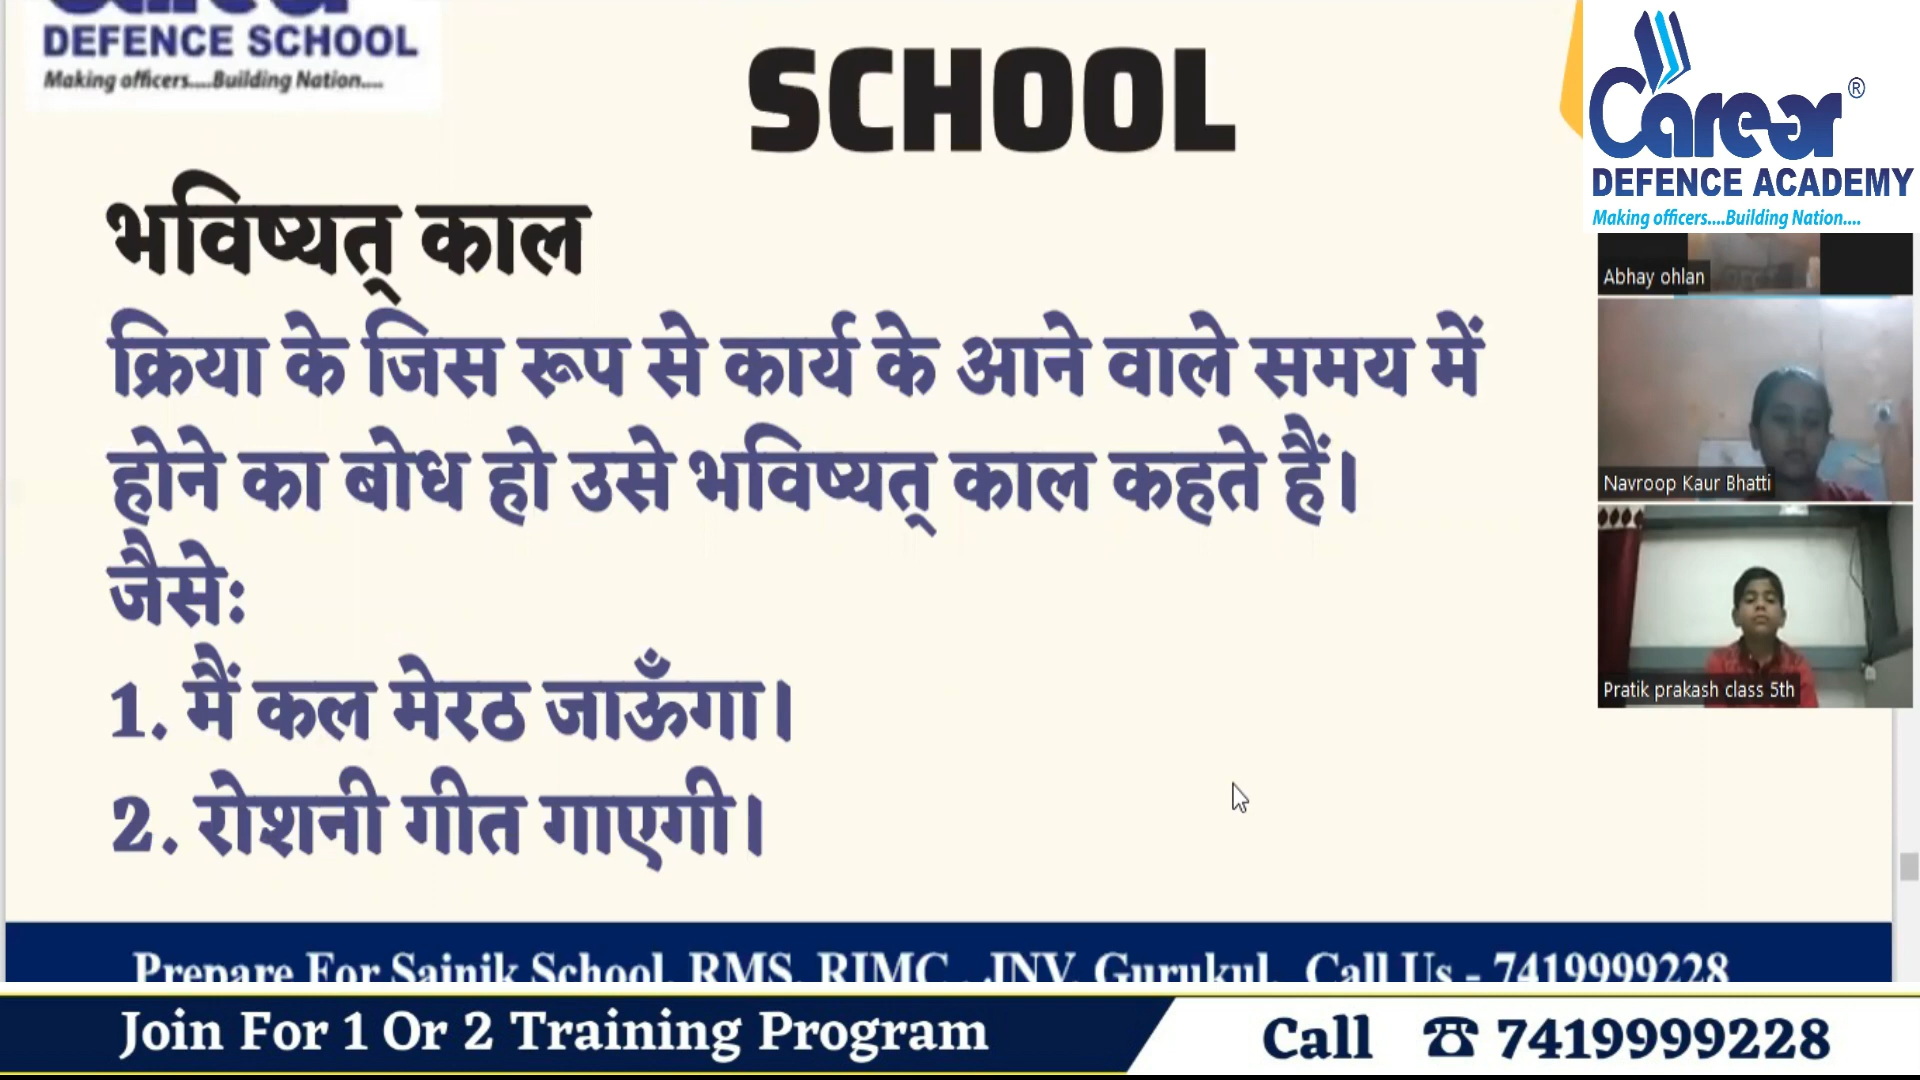 DEFENCE SCHOOL
Making officers....Building Nation....
SCHOOL
भविष्यत् काल
क्रिया के जिस रूप से कार्य के आने वाले समय में
होने का बोध हो उसे भविष्यत् काल कहते हैं।
जैसेः
1. मैं कल मेरठ जाऊँगा।
2. रोशनी गीत गाएगी।
Career ®
DEFENCE ACADEMY
Making officers....Building Nation....
Abhay ohlan
Navroop Kaur Bhatti
Pratik prakash class 5th
Prepare For Sainik School, RMS, RIMC , JNV, Gurukul, Call Us - 7419999228
Join For 1 Or 2 Training Program
Call ☎ 7419999228